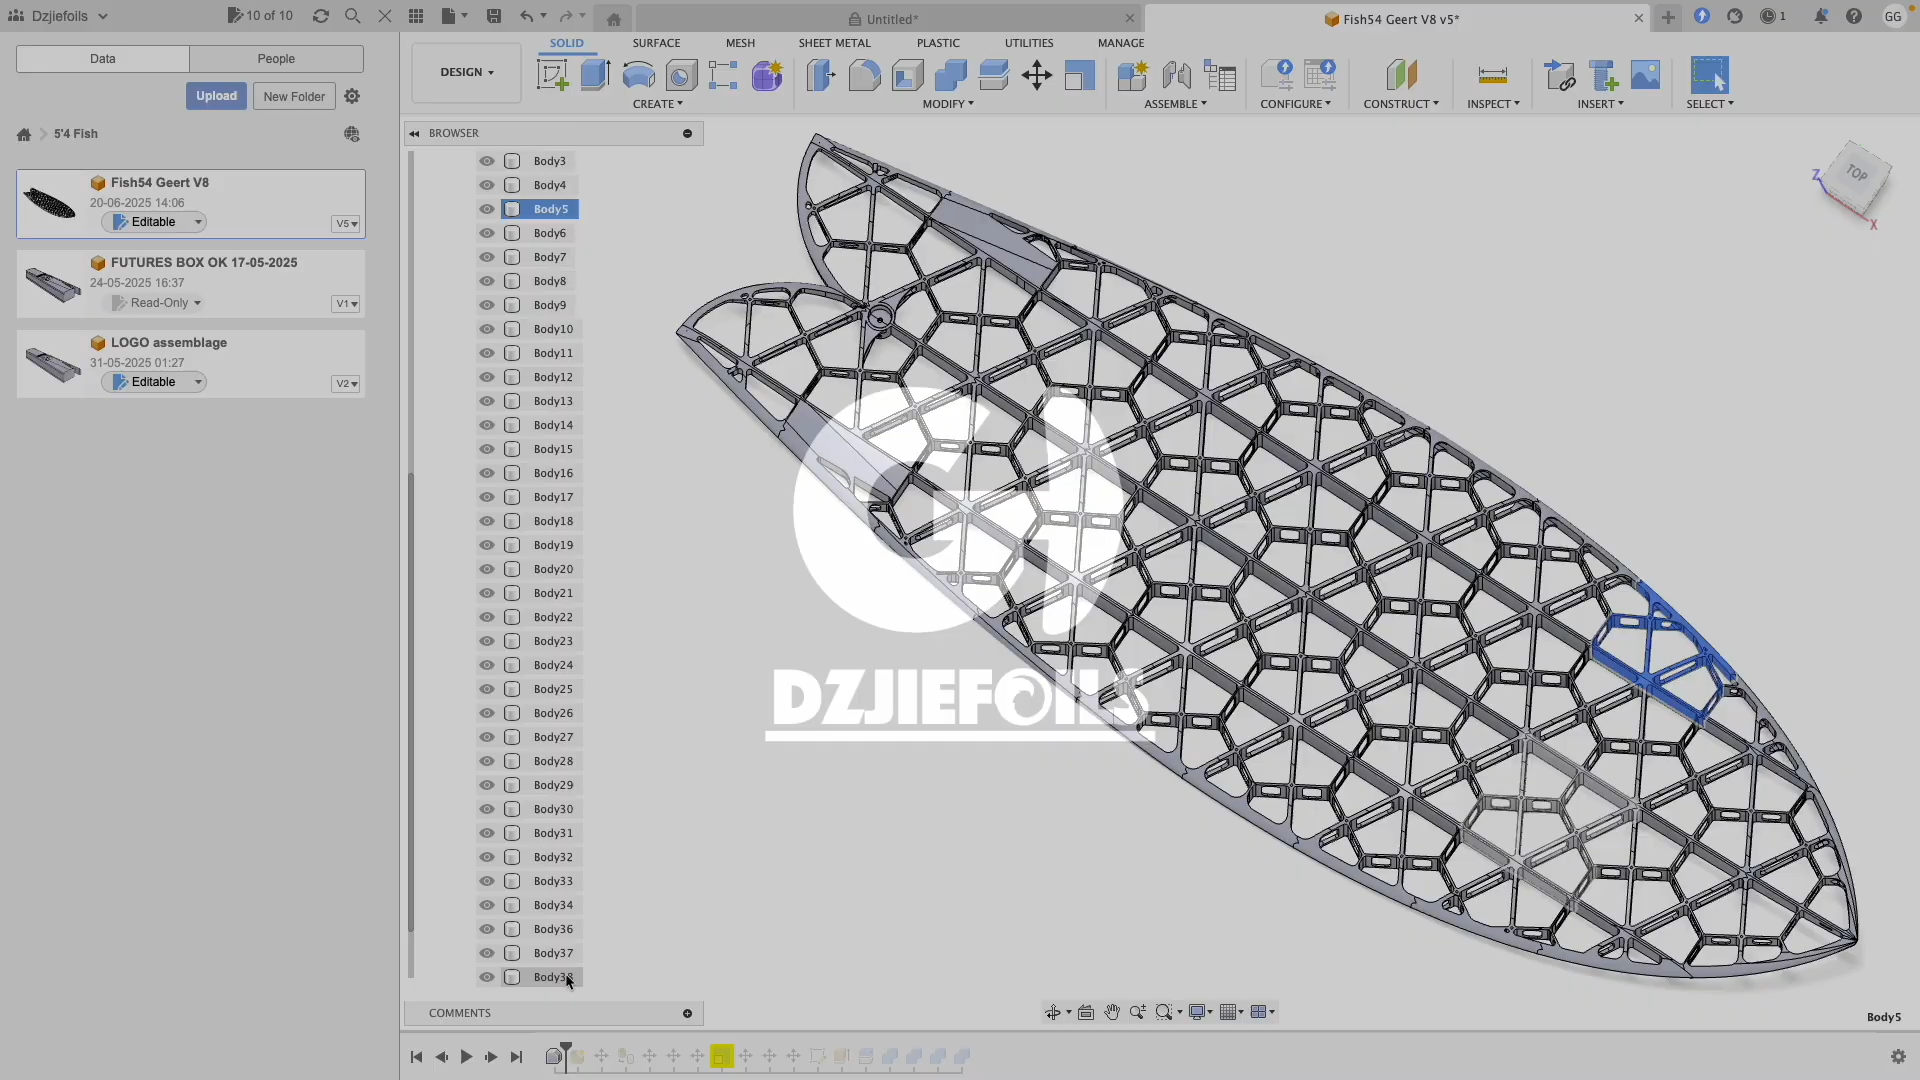 Dzjiefoils
10 of 10
Untitled*
Fish54 Geert V8 v5*
1
GG
Data
People
Upload
New Folder
5'4 Fish
Fish54 Geert V8
20-06-2025 14:06
Editable
V5
FUTURES BOX OK 17-05-2025
24-05-2025 16:37
Read-Only
V1
LOGO assemblage
31-05-2025 01:27
Editable
V2
DESIGN
SOLID
SURFACE
MESH
SHEET METAL
PLASTIC
UTILITIES
MANAGE
CREATE
MODIFY
ASSEMBLE
CONFIGURE
CONSTRUCT
INSPECT
INSERT
SELECT
BROWSER
Body3
Body4
Body5
Body6
Body7
Body8
Body9
Body10
Body11
Body12
Body13
Body14
Body15
Body16
Body17
Body18
Body19
Body20
Body21
Body22
Body23
Body24
Body25
Body26
Body27
Body28
Body29
Body30
Body31
Body32
Body33
Body34
Body36
Body37
Body38
COMMENTS
TOP
Z
X
DZJIEFOILS
Body5